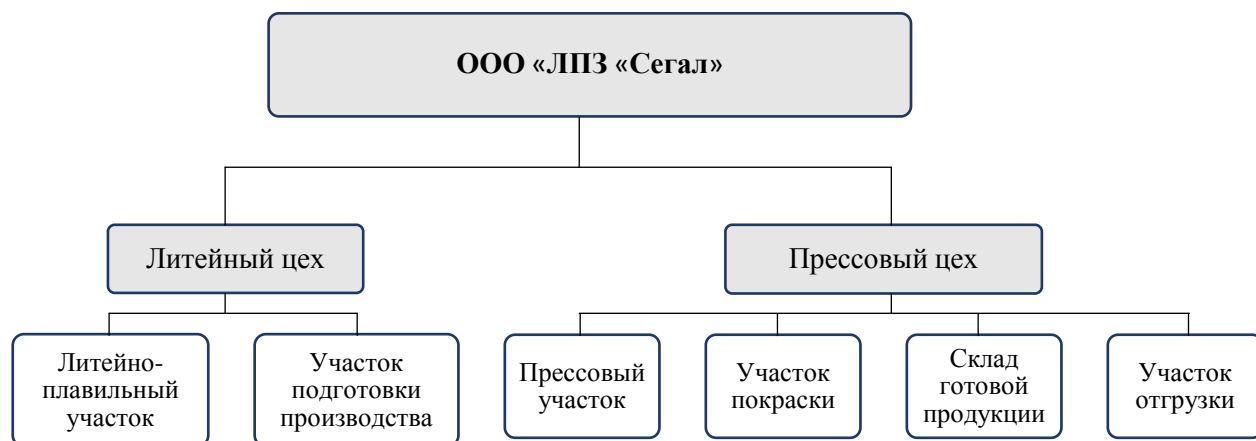 ООО «ЛПЗ «Сегал»
Литейный цех
Прессовый цех
Литейно-
плавильный
участок
Участок
подготовки
производства
Прессовый
участок
Участок
покраски
Склад
готовой
продукции
Участок
отгрузки